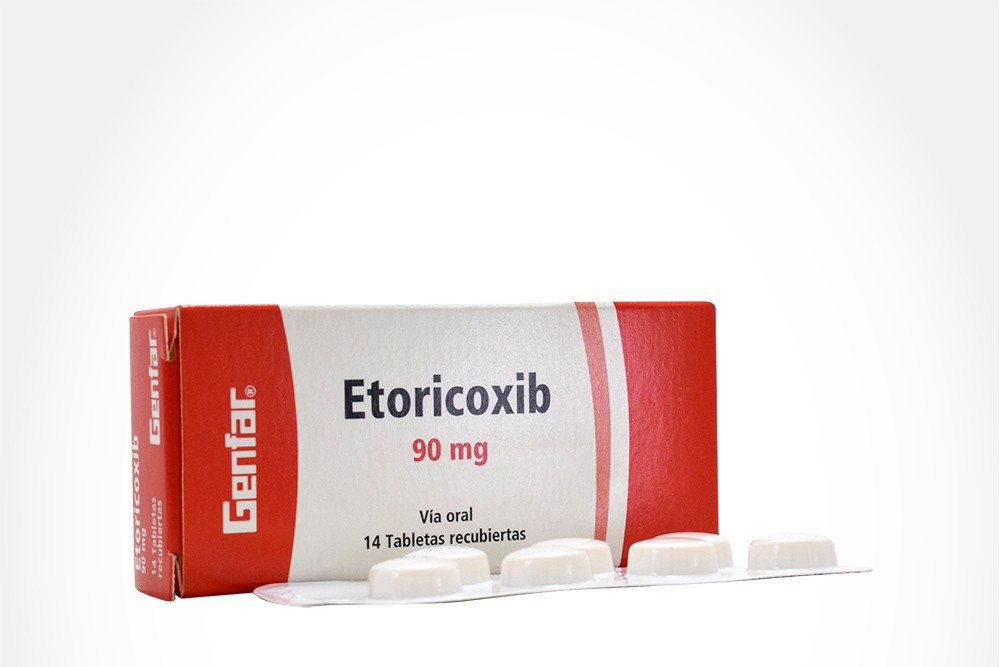 Genfar®
Etoricoxib
90 mg
14 Tabletas
recubiertas
Genfar®
Etoricoxib
90 mg
Vía oral
14 Tabletas recubiertas